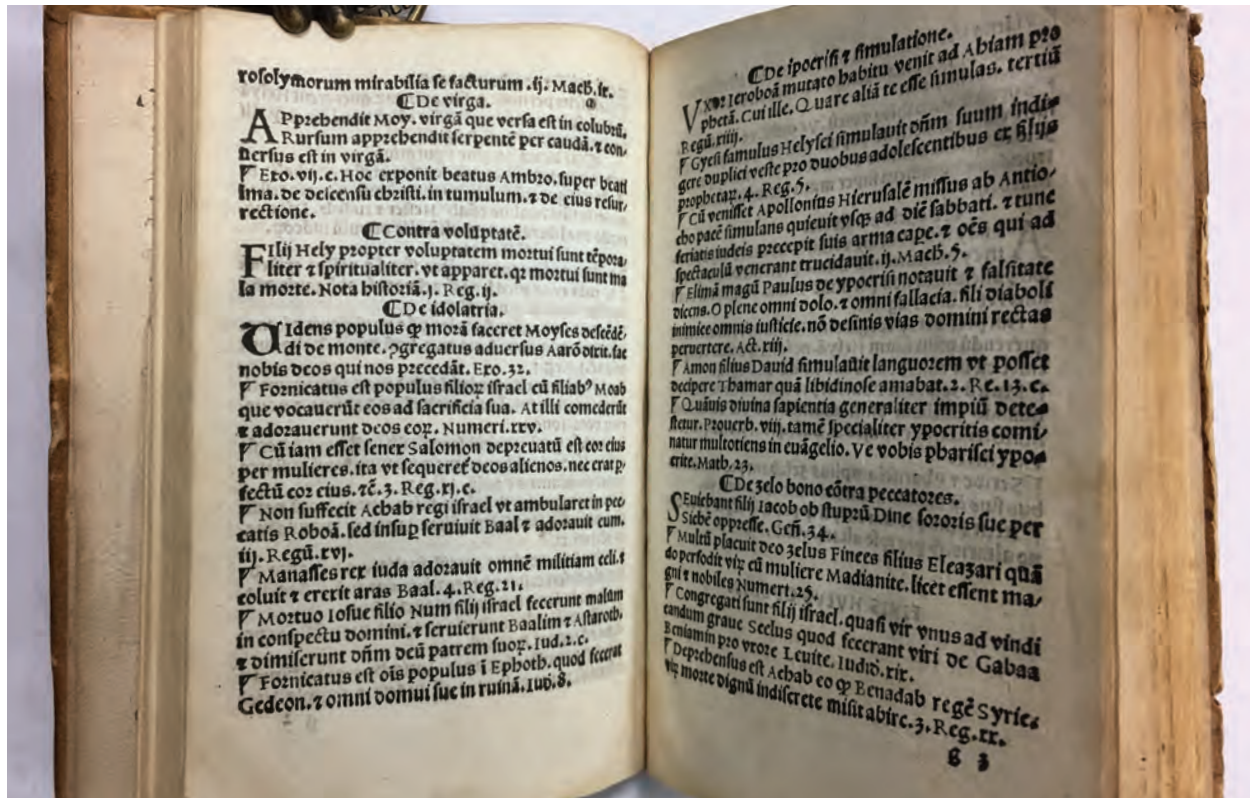 rosolymorum mirabilia se facturum .ij. Mach. ix.
⸿De virga.
APprehendit Moy. virgā que versa est in colubrū.
Rursum apprehendit serpentē per caudā. ⁊ con-
uersus est in virgā.
⸿ Exo. vij. c. Hoc exponit beatus Ambro. super beati
Ima. de descensu christi. in tumulum. ⁊ de eius resur-
rectione.
⸿Contra voluptatē.
FIlij Hely propter voluptatem mortui sunt tēpora-
liter ⁊ spiritualiter. vt apparet. qꝛ mortui sunt ma
la morte. Nota historiā. j. Reg. ij.
⸿De idolatria.
VIdens populus ꝙ morā faceret Moyses descēdē-
di de monte. ꝯgregatus aduersus Aarō dixit. fac
nobis deos qui nos precedāt. Exo. 32.
⸿ Fornicatus est populus filioꝝ israel cū filiabꝰ Moab
que vocauerūt eos ad sacrificia sua. At illi comederūt
⁊ adorauerunt deos eoꝝ. Numeri. xxv.
⸿ Cū iam esset senex Salomon deprauatū est cor eius
per mulieres. ita vt sequeret᷑ deos alienos. nec erat ꝑ-
fectū cor eius. ⁊c̄. 3. Reg. xj. c.
⸿ Non suffecit Achab regi israel vt ambularet in pec
catis Roboā. sed insuꝑ seruiuit Baal ⁊ adorauit eum.
iij. Regū. xvj.
⸿ Manasses rex iuda adorauit omnē militiam celi. ⁊
coluit ⁊ erexit aras Baal. 4. Reg. 21.
⸿ Mortuo Iosue filio Num filij israel fecerunt malum
in conspectu domini. ⁊ seruierunt Baalim ⁊ Astaroth.
⁊ dimiserunt dn̄m deū patrem suoꝝ. Iud. 2. c.
⸿ Fornicatus est oīs populus ī Ephoth. quod fecerat
Gedeon. ⁊ omni domui sue in ruinā. Iud. 8.
⸿De ipocrisi ⁊ simulatione.
VXor Ieroboā mutato habitu venit ad Abiam pro
phetā. Cui ille. Quare aliā te esse simulas. tertiū
Regū. xiiij.
⸿ Gyesi famulus Helysei simulauit dn̄m suum indi-
gere duplici veste pro duobus adolescentibus ex filijs
prophetaꝝ. 4. Reg. 5.
⸿ Cū venisset Apollonius Hierusalē missus ab Antio-
cho pacē simulans quieuit vsqꝫ ad diē sabbati. ⁊ tunc
feriatis iudeis precepit suis arma cape. ⁊ oēs qui ad
spectaculū venerant trucidauit. ij. Mach. 5.
⸿ Elimā magū Paulus de ypocrisi notauit ⁊ falsitate
dicens. O plene omni dolo. ⁊ omni fallacia. fili diaboli
inimice omnis iusticie. nō desinis vias domini rectas
peruertere. Act. xiij.
⸿ Amon filius Dauid simulauit languorem vt posset
decipere Thamar quā libidinose amabat. 2. Re. 13. c.
⸿ Quāuis diuina sapientia generaliter impiū dete-
stetur. Prouerb. viij. tamē specialiter ypocritis comi-
natur multotiens in euāgelio. Ve vobis pharisei ypo-
crite. Math. 23.
⸿De zelo bono cōtra peccatores.
SEuiebant filij Iacob ob stuprū Dine sororis sue per
Sichē oppresse. Gen̄. 34.
⸿ Multū placuit deo zelus Finees filius Eleazari quā
do perfodit viꝝ cū muliere Madianite. licet essent ma-
gni ⁊ nobiles Numeri. 25.
⸿ Congregati sunt filij israel. quasi vir vnus ad vindi
candum graue Scelus quod fecerant viri de Gabaa
Beniamin pro vxore Leuite. Iudic. xix.
⸿ Deprehensus est Achab eo ꝙ Benadab regē Syrie.
viꝝ morte dignū indiscrete misit abire. 3. Reg. xx.
g 3